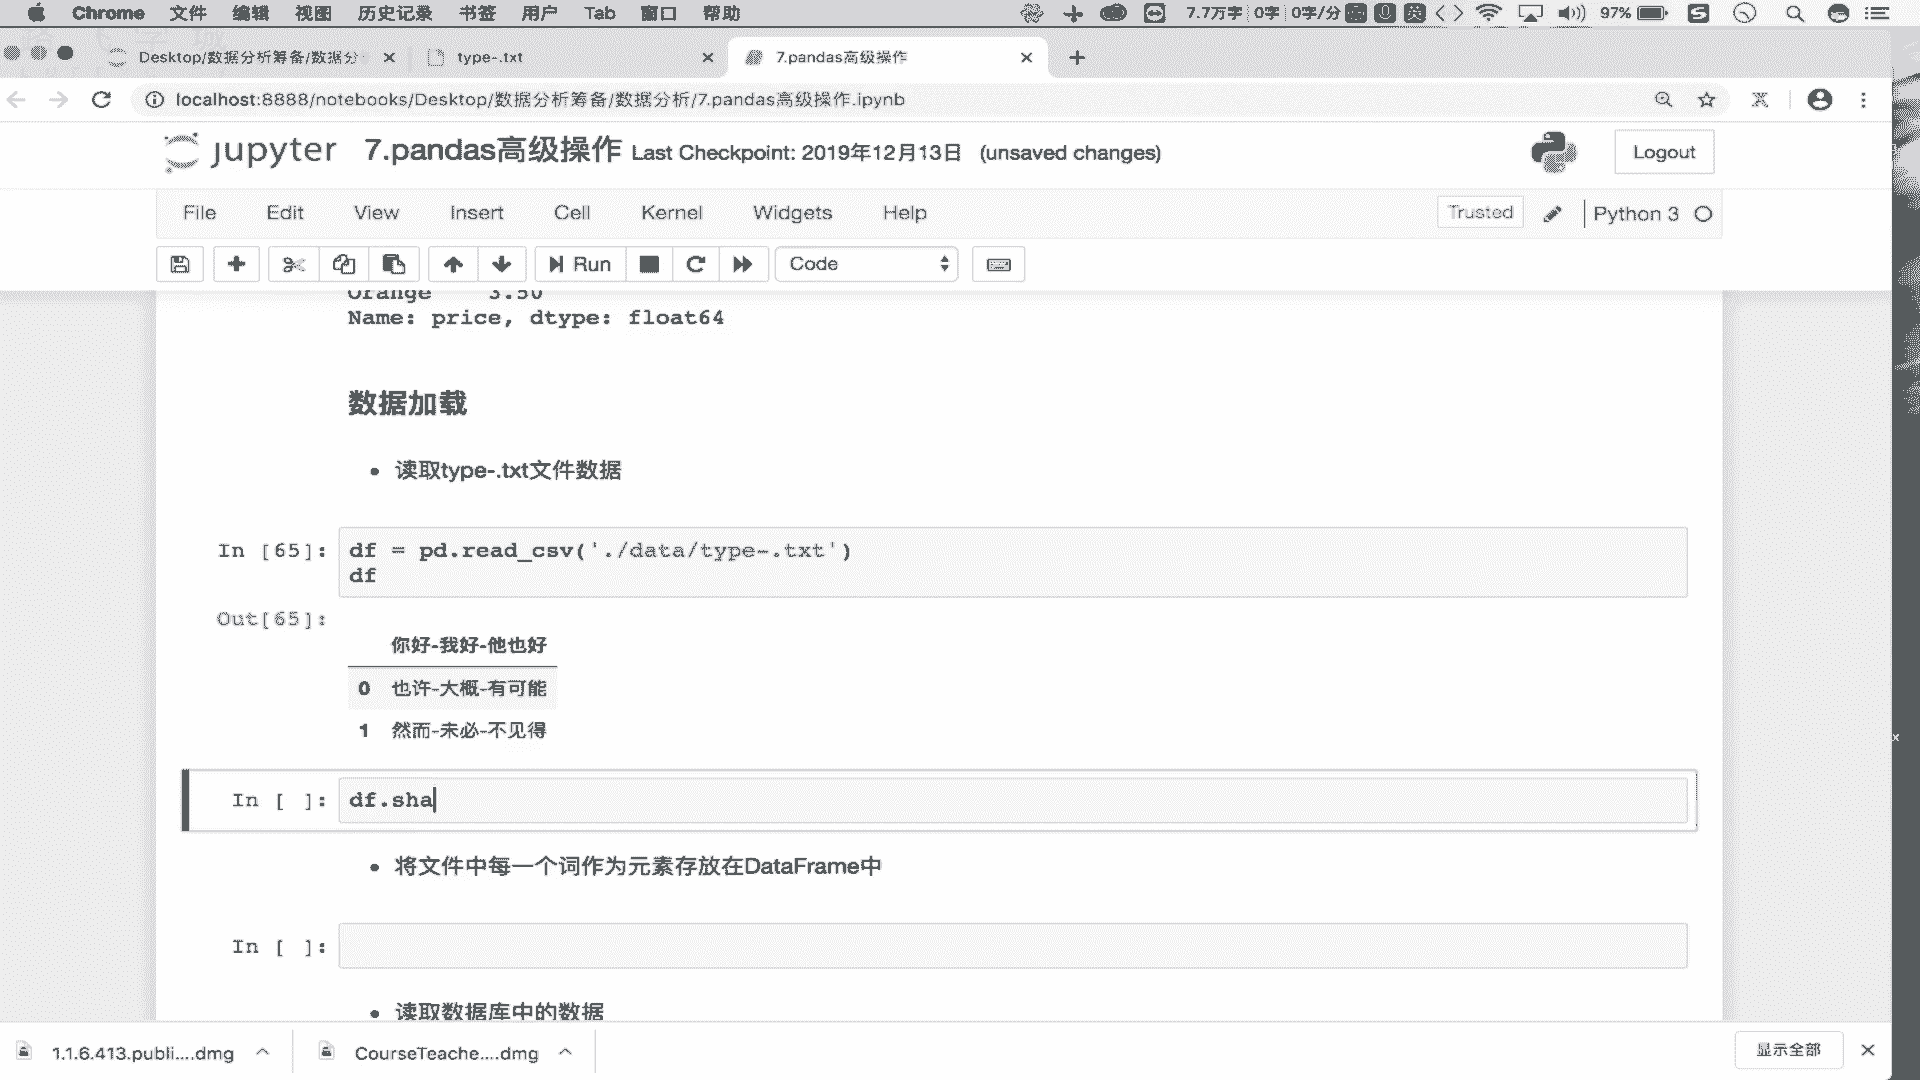 Chrome 文件 编辑 视图 历史记录 书签 用户 Tab 窗口 帮助 7.7万字 0字 0字/分 英 97%
Desktop/数据分析筹备/数据分 type-.txt 7.pandas高级操作
localhost:8888/notebooks/Desktop/数据分析筹备/数据分析/7.pandas高级操作.ipynb
jupyter 7.pandas高级操作 Last Checkpoint: 2019年12月13日 (unsaved changes) Logout
File Edit View Insert Cell Kernel Widgets Help Trusted Python 3
Run Code
Orange 3.50
Name: price, dtype: float64
数据加载
• 读取type-.txt文件数据
In [65]: df = pd.read_csv('./data/type-.txt')
df
Out[65]:
你好-我好-他也好
0 也许-大概-有可能
1 然而-未必-不见得
In [ ]: df.sha
• 将文件中每一个词作为元素存放在DataFrame中
In [ ]:
• 读取数据库中的数据
1.1.6.413.publi....dmg CourseTeache....dmg 显示全部